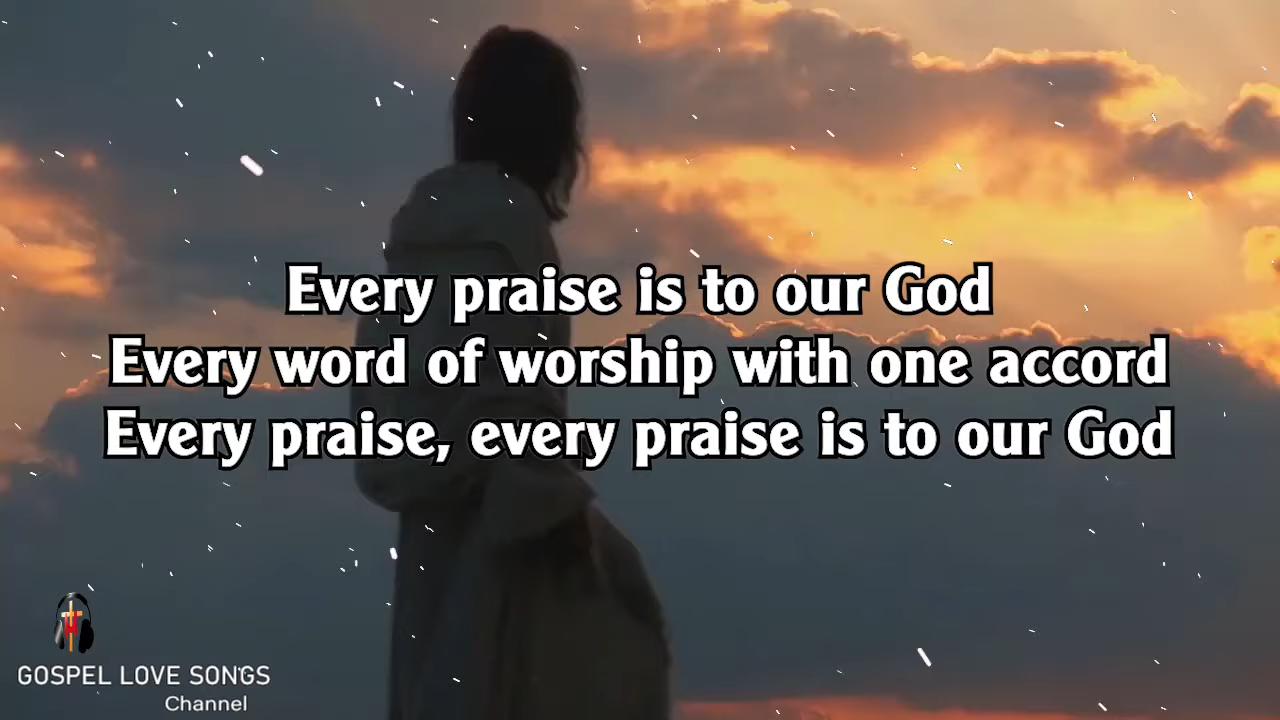 Every praise is to our God
Every word of worship with one accord
Every praise, every praise is to our God
GOSPEL LOVE SONGS
Channel